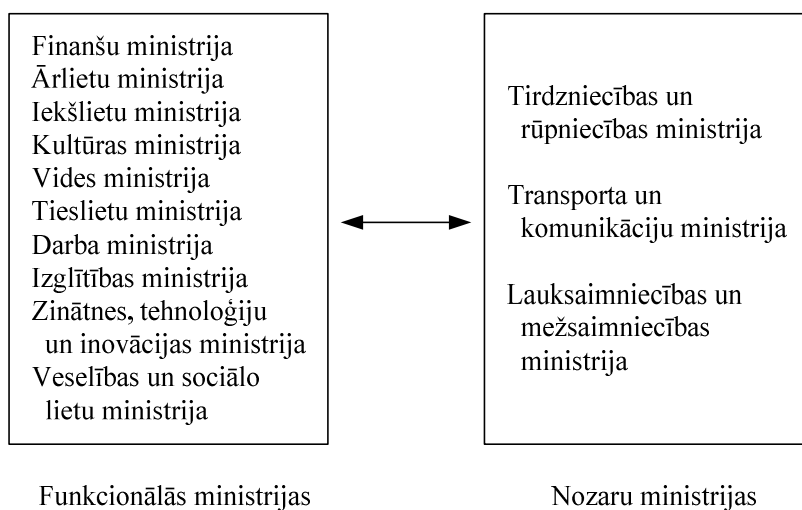 Finanšu ministrija
Ārlietu ministrija
Iekšlietu ministrija
Kultūras ministrija
Vides ministrija
Tieslietu ministrija
Darba ministrija
Izglītības ministrija
Zinātnes, tehnoloģiju
un inovācijas ministrija
Veselības un sociālo
lietu ministrija
Funkcionālās ministrijas
Tirdzniecības un
rūpniecības ministrija
Transporta un
komunikāciju ministrija
Lauksaimniecības un
mežsaimniecības
ministrija
Nozaru ministrijas